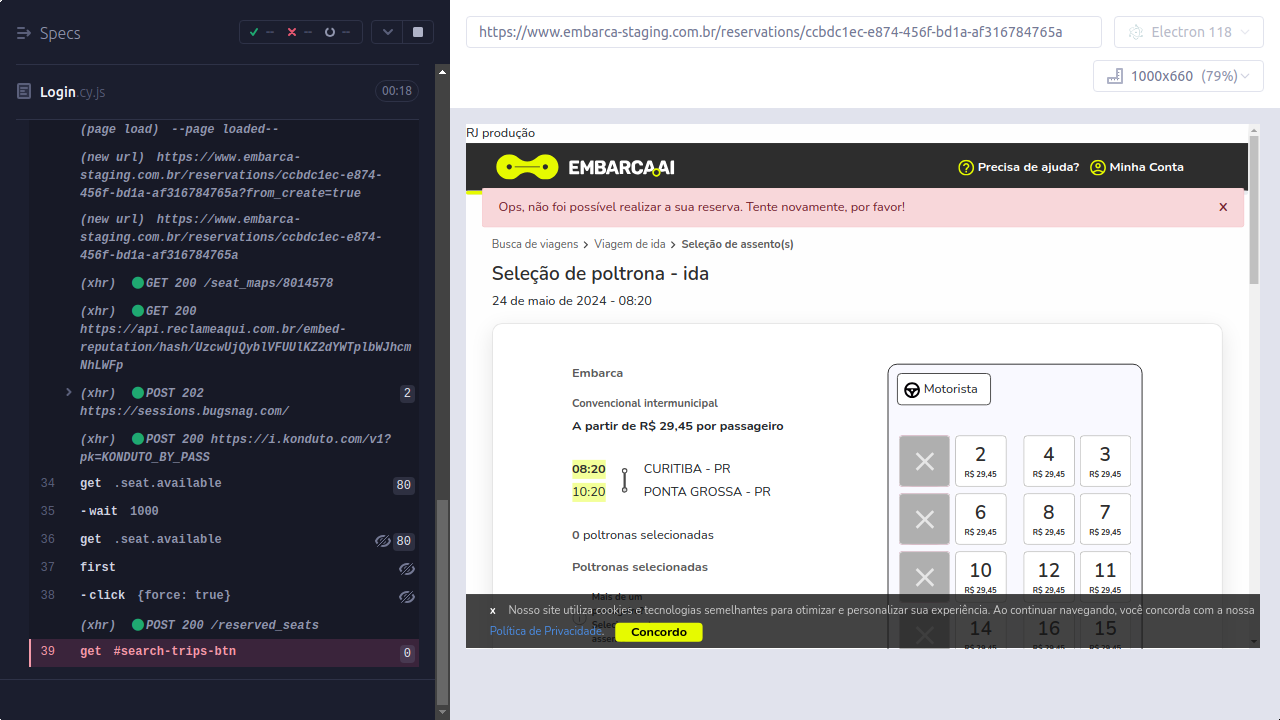 Specs
-- -- --
Login.cy.js
00:18
(page load) --page loaded--
(new url) https://www.embarca-
staging.com.br/reservations/ccbdc1ec-e874-
456f-bd1a-af316784765a?from_create=true
(new url) https://www.embarca-
staging.com.br/reservations/ccbdc1ec-e874-
456f-bd1a-af316784765a
(xhr) GET 200 /seat_maps/8014578
(xhr) GET 200
https://api.reclameaqui.com.br/embed-
reputation/hash/UzcwUjQyblVFUUlKZ2dYWTplbWJhcm
NhLWFp
(xhr) POST 202 2
https://sessions.bugsnag.com/
(xhr) POST 200 https://i.konduto.com/v1?
pk=KONDUTO_BY_PASS
34 get .seat.available 80
35 -wait 1000
36 get .seat.available 80
37 first
38 -click {force: true}
(xhr) POST 200 /reserved_seats
39 get #search-trips-btn 0
https://www.embarca-staging.com.br/reservations/ccbdc1ec-e874-456f-bd1a-af316784765a
Electron 118
1000x660 (79%)
RJ produção
EMBARCA.AI
Precisa de ajuda? Minha Conta
Ops, não foi possível realizar a sua reserva. Tente novamente, por favor! x
Busca de viagens > Viagem de ida > Seleção de assento(s)
Seleção de poltrona - ida
24 de maio de 2024 - 08:20
Embarca
Convencional intermunicipal
A partir de R$ 29,45 por passageiro
08:20 CURITIBA - PR
10:20 PONTA GROSSA - PR
0 poltronas selecionadas
Poltronas selecionadas
Mais de um
Motorista
2 4 3
R$ 29,45 R$ 29,45 R$ 29,45
6 8 7
R$ 29,45 R$ 29,45 R$ 29,45
10 12 11
R$ 29,45 R$ 29,45 R$ 29,45
14 16 15
x Nosso site utiliza cookies e tecnologias semelhantes para otimizar e personalizar sua experiência. Ao continuar navegando, você concorda com a nossa
Política de Privacidade. Concordo